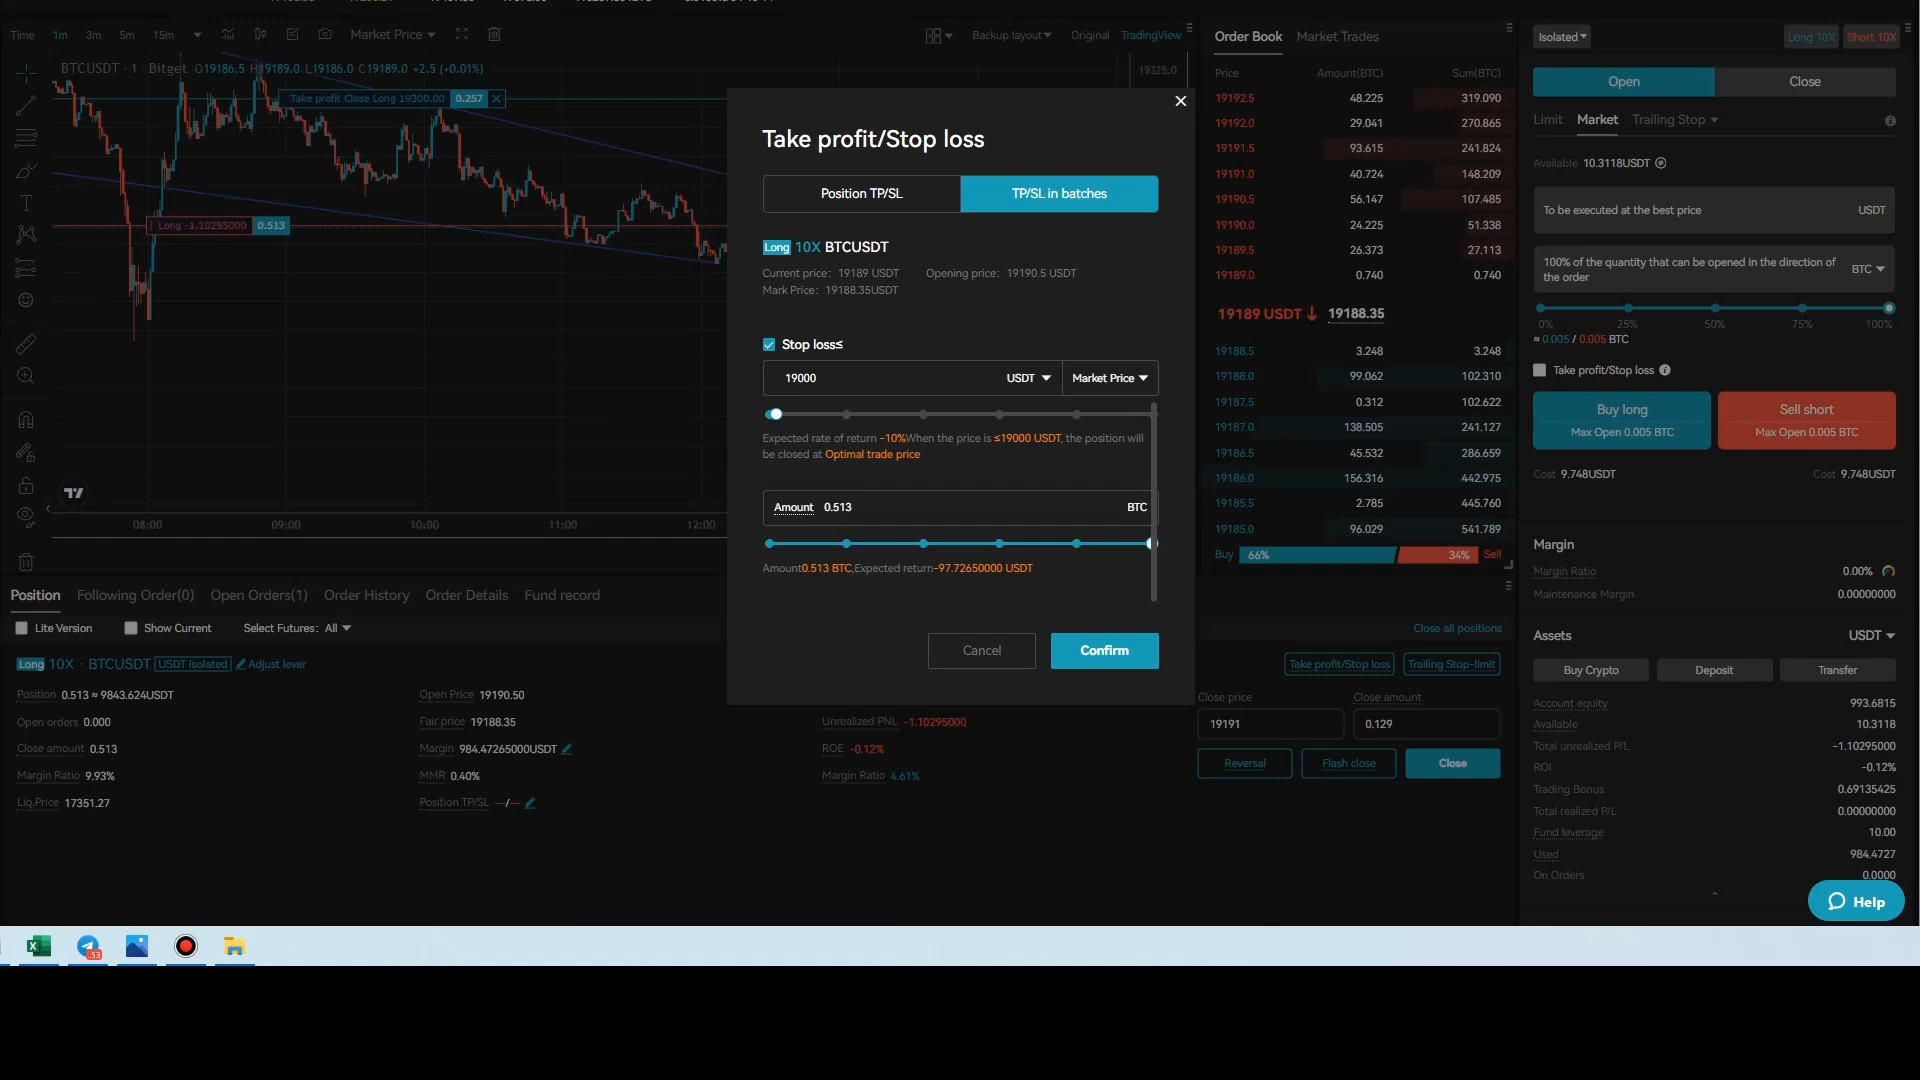 Time 1m 3m 5m 15m Market Price Backup layout Original TradingView
BTCUSDT · 1 · Bitget O19186.5 H19189.0 L19186.0 C19189.0 +2.5 (+0.01%)
19325.0
Take profit Close Long 19300.00 0.257
Long -1.10295000 0.513
08:00 09:00 10:00 11:00 12:00
Take profit/Stop loss
Position TP/SL TP/SL in batches
Long 10X BTCUSDT
Current price: 19189 USDT Opening price: 19190.5 USDT
Mark Price: 19188.35USDT
Stop loss≤
19000 USDT Market Price
Expected rate of return -10%When the price is ≤19000 USDT, the position will
be closed at Optimal trade price
Amount 0.513 BTC
Amount0.513 BTC,Expected return-97.72650000 USDT
Cancel Confirm
Order Book Market Trades
Price Amount(BTC) Sum(BTC)
19192.5 48.225 319.090
19192.0 29.041 270.865
19191.5 93.615 241.824
19191.0 40.724 148.209
19190.5 56.147 107.485
19190.0 24.225 51.338
19189.5 26.373 27.113
19189.0 0.740 0.740
19189 USDT ↓ 19188.35
19188.5 3.248 3.248
19188.0 99.062 102.310
19187.5 0.312 102.622
19187.0 138.505 241.127
19186.5 45.532 286.659
19186.0 156.316 442.975
19185.5 2.785 445.760
19185.0 96.029 541.789
Buy 66% 34% Sell
Isolated Long 10X Short 10X
Open Close
Limit Market Trailing Stop
Available 10.3118USDT
To be executed at the best price USDT
100% of the quantity that can be opened in the direction of
the order
BTC
0% 25% 50% 75% 100%
≈ 0.005 / 0.005 BTC
Take profit/Stop loss
Buy long
Max Open 0.005 BTC
Sell short
Max Open 0.005 BTC
Cost 9.748USDT Cost 9.748USDT
Margin
Margin Ratio 0.00%
Maintenance Margin 0.00000000
Assets USDT
Buy Crypto Deposit Transfer
Account equity 993.6815
Available 10.3118
Total unrealized P/L -1.10295000
ROI -0.12%
Trading Bonus 0.69135425
Total realized P/L 0.00000000
Fund leverage 10.00
Used 984.4727
On Orders 0.0000
Help
Position Following Order(0) Open Orders(1) Order History Order Details Fund record
Lite Version Show Current Select Futures: All
Close all positions
Long 10X · BTCUSDT USDT Isolated Adjust lever
Take profit/Stop loss Trailing Stop-limit
Position 0.513 ≈ 9843.624USDT Open Price 19190.50
Close price Close amount
Open orders 0.000 Fair price 19188.35 Unrealized PNL -1.10295000
19191 0.129
Close amount 0.513 Margin 984.47265000USDT ROE -0.12%
Reversal Flash close Close
Margin Ratio 9.93% MMR 0.40% Margin Ratio 4.61%
Liq.Price 17351.27 Position TP/SL --/--
53